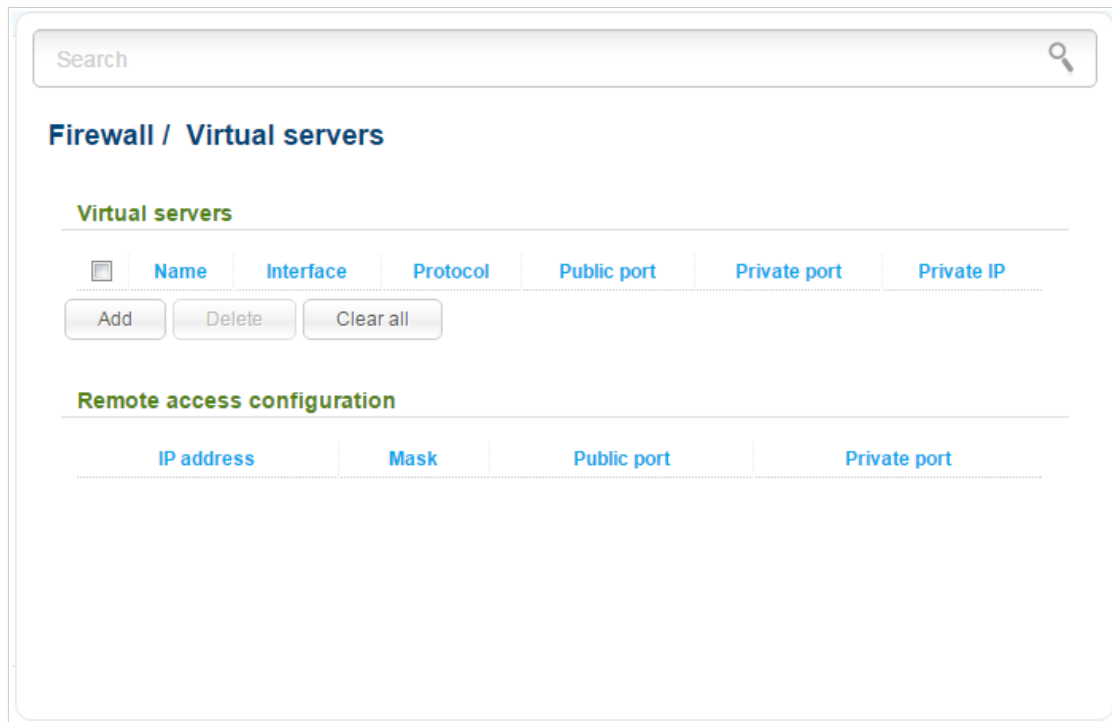 Search
Firewall / Virtual servers
Virtual servers
Name Interface Protocol Public port Private port Private IP
Add Delete Clear all
Remote access configuration
IP address Mask Public port Private port